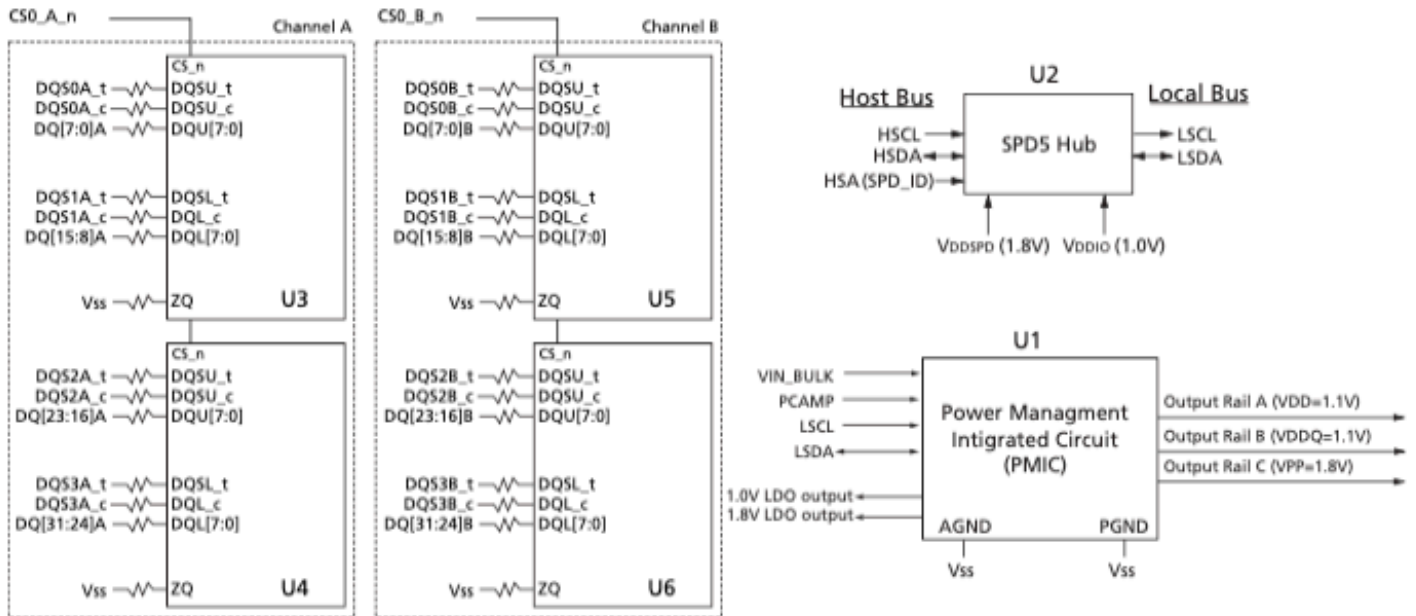 CS0_A_n
Channel A
CS_n
DQS0A_t DQSU_t
DQS0A_c DQSU_c
DQ[7:0]A DQU[7:0]
DQS1A_t DQSL_t
DQS1A_c DQL_c
DQ[15:8]A DQL[7:0]
Vss ZQ U3
CS_n
DQS2A_t DQSU_t
DQS2A_c DQSU_c
DQ[23:16]A DQU[7:0]
DQS3A_t DQSL_t
DQS3A_c DQL_c
DQ[31:24]A DQL[7:0]
Vss ZQ U4
CS0_B_n
Channel B
CS_n
DQS0B_t DQSU_t
DQS0B_c DQSU_c
DQ[7:0]B DQU[7:0]
DQS1B_t DQSL_t
DQS1B_c DQL_c
DQ[15:8]B DQL[7:0]
Vss ZQ U5
CS_n
DQS2B_t DQSU_t
DQS2B_c DQSU_c
DQ[23:16]B DQU[7:0]
DQS3B_t DQSL_t
DQS3B_c DQL_c
DQ[31:24]B DQL[7:0]
Vss ZQ U6
U2
Host Bus Local Bus
HSCL LSCL
SPD5 Hub
HSDA LSDA
HSA (SPD_ID)
VDDSPD (1.8V) VDDIO (1.0V)
U1
VIN_BULK
PCAMP
LSCL
LSDA
1.0V LDO output
1.8V LDO output
Power Managment
Intigrated Circuit
(PMIC)
AGND PGND
Vss Vss
Output Rail A (VDD=1.1V)
Output Rail B (VDDQ=1.1V)
Output Rail C (VPP=1.8V)